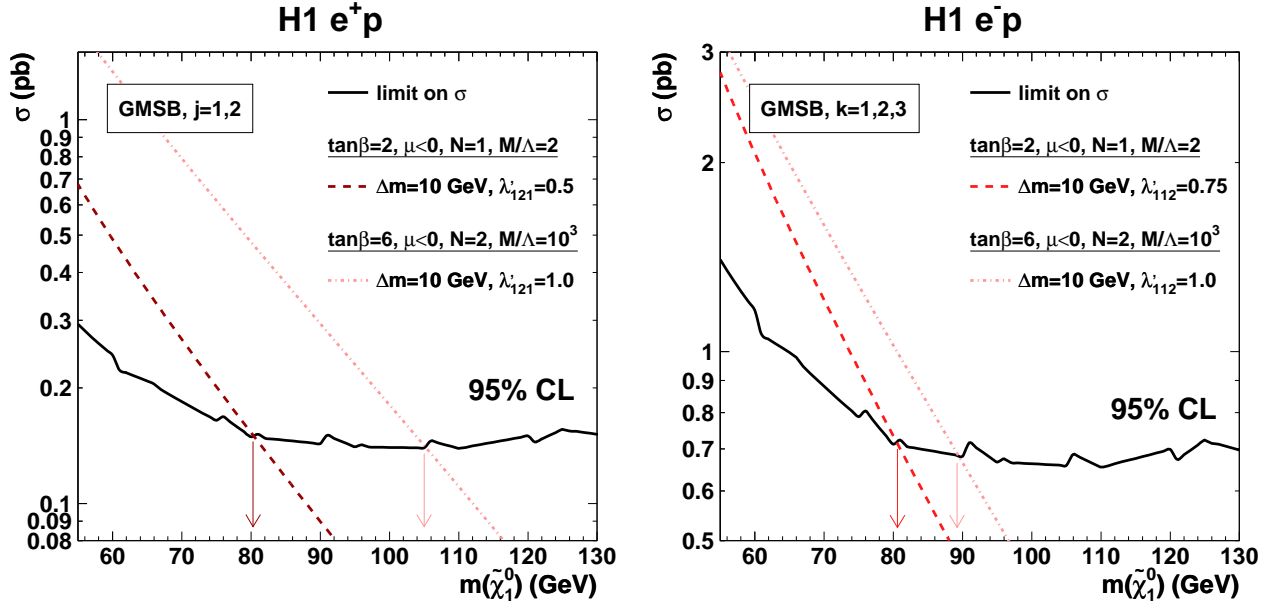 H1 e⁺p
σ (pb)
GMSB, j=1,2
limit on σ
tanβ=2, μ<0, N=1, M/Λ=2
Δm=10 GeV, λ'₁₂₁=0.5
tanβ=6, μ<0, N=2, M/Λ=10³
Δm=10 GeV, λ'₁₂₁=1.0
95% CL
1
0.9
0.8
0.7
0.6
0.5
0.4
0.3
0.2
0.1
0.09
0.08
60 70 80 90 100 110 120 130
m(χ̃₁⁰) (GeV)
H1 e⁻p
σ (pb)
GMSB, k=1,2,3
limit on σ
tanβ=2, μ<0, N=1, M/Λ=2
Δm=10 GeV, λ'₁₁₂=0.75
tanβ=6, μ<0, N=2, M/Λ=10³
Δm=10 GeV, λ'₁₁₂=1.0
95% CL
3
2
1
0.9
0.8
0.7
0.6
0.5
60 70 80 90 100 110 120 130
m(χ̃₁⁰) (GeV)